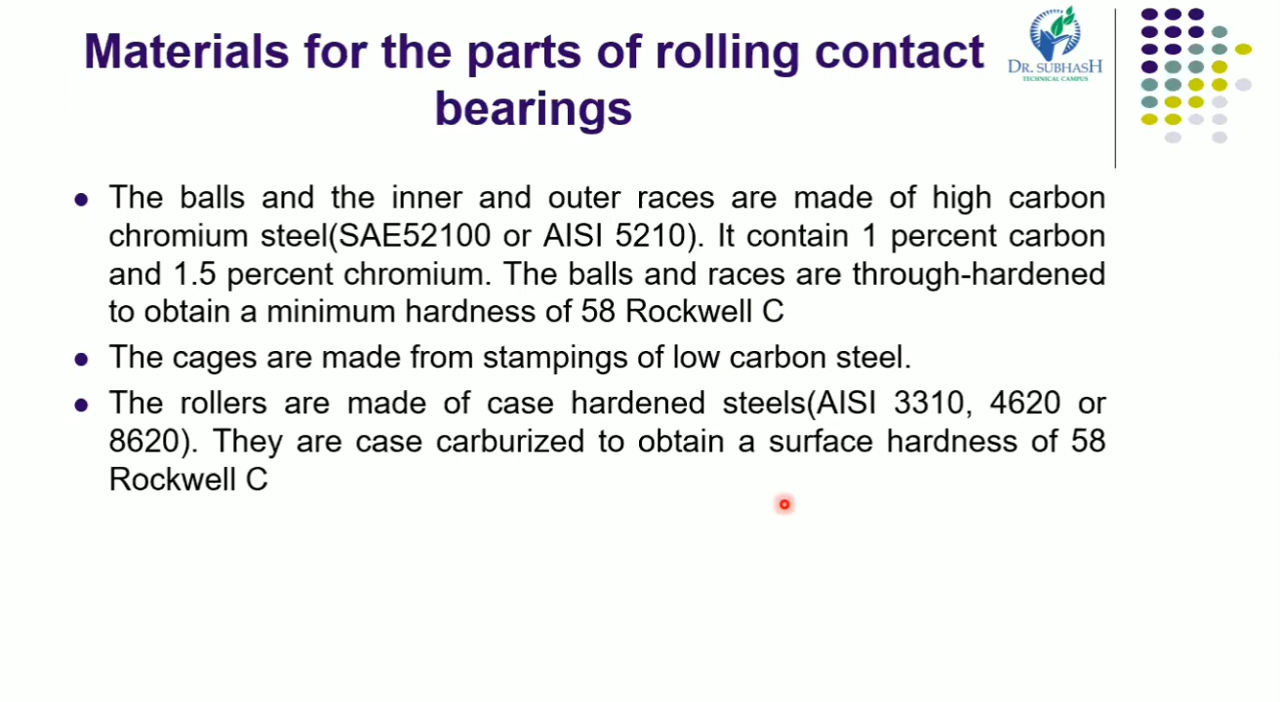 Materials for the parts of rolling contact
bearings
DR. SUBHASH
TECHNICAL CAMPUS
● The balls and the inner and outer races are made of high carbon
chromium steel(SAE52100 or AISI 5210). It contain 1 percent carbon
and 1.5 percent chromium. The balls and races are through-hardened
to obtain a minimum hardness of 58 Rockwell C
● The cages are made from stampings of low carbon steel.
● The rollers are made of case hardened steels(AISI 3310, 4620 or
8620). They are case carburized to obtain a surface hardness of 58
Rockwell C